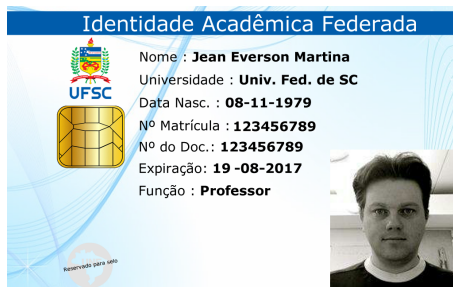 Identidade Acadêmica Federada
Nome : Jean Everson Martina
UFSC
Universidade : Univ. Fed. de SC
Data Nasc. : 08-11-1979
Nº Matrícula : 123456789
Nº do Doc.: 123456789
Expiração: 19 -08-2017
Função : Professor
Reservado para selo